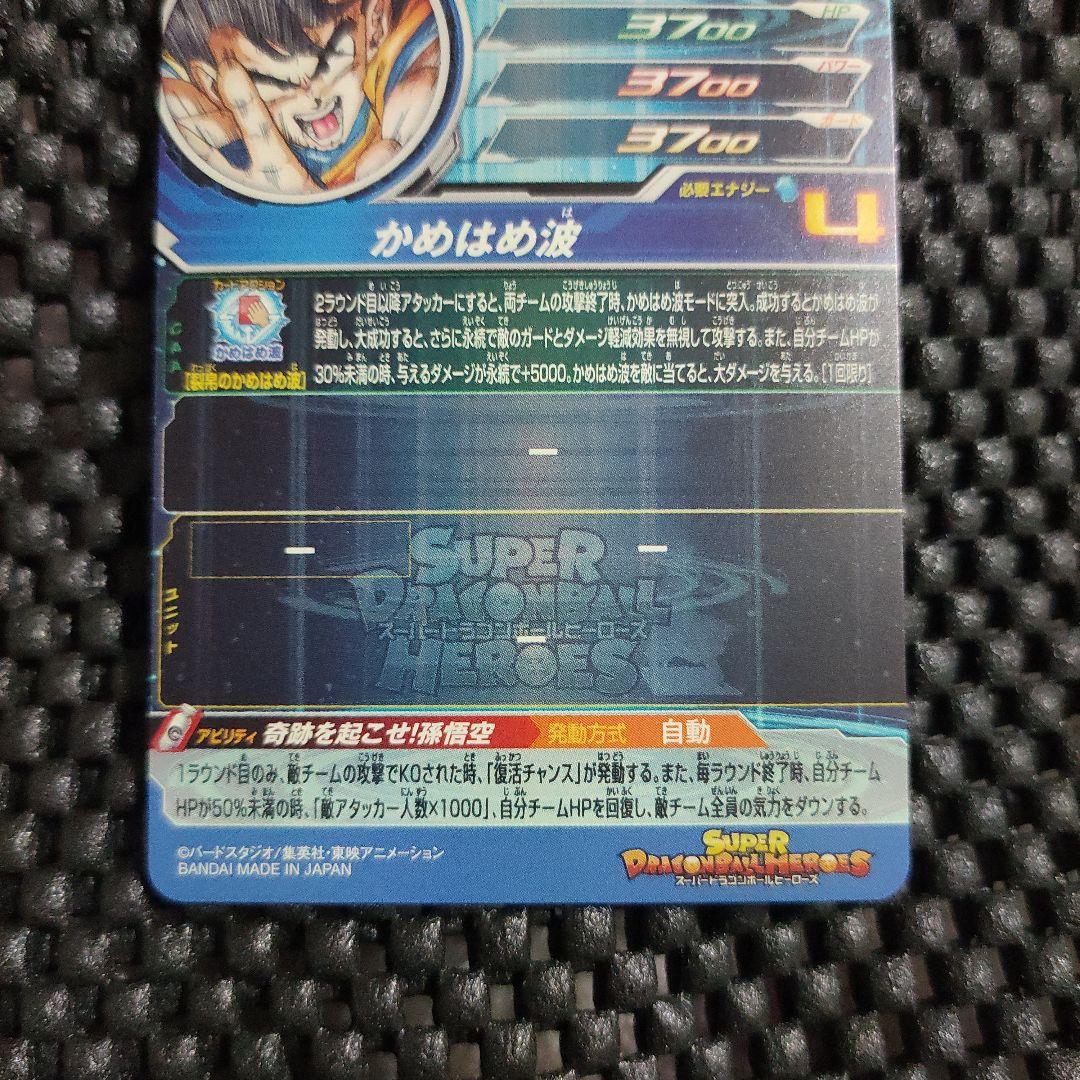 HP
3700
パワー
3700
ガード
3700
必要エナジー
4
かめはめ波
カードアクション
かめはめ波
CAA
2ラウンド目以降アタッカーにすると、両チームの攻撃終了時、かめはめ波モードに突入。成功するとかめはめ波が
発動し、大成功すると、さらに永続で敵のガードとダメージ軽減効果を無視して攻撃する。また、自分チームHPが
[裂帛のかめはめ波]
30%未満の時、与えるダメージが永続で+5000。かめはめ波を敵に当てると、大ダメージを与える。[1回限り]
ー
ー
ー
ユニット
SUPER
DRAGONBALL
スーパードラゴンボールヒーローズ
ー
HEROES
アビリティ 奇跡を起こせ!孫悟空 発動方式 自動
1ラウンド目のみ、敵チームの攻撃でKOされた時、「復活チャンス」が発動する。また、毎ラウンド終了時、自分チーム
HPが50%未満の時、「敵アタッカー人数×1000」、自分チームHPを回復し、敵チーム全員の気力をダウンする。
©バードスタジオ/集英社・東映アニメーション
BANDAI MADE IN JAPAN
SUPER
DRAGONBALL HEROES
スーパードラゴンボールヒーローズ